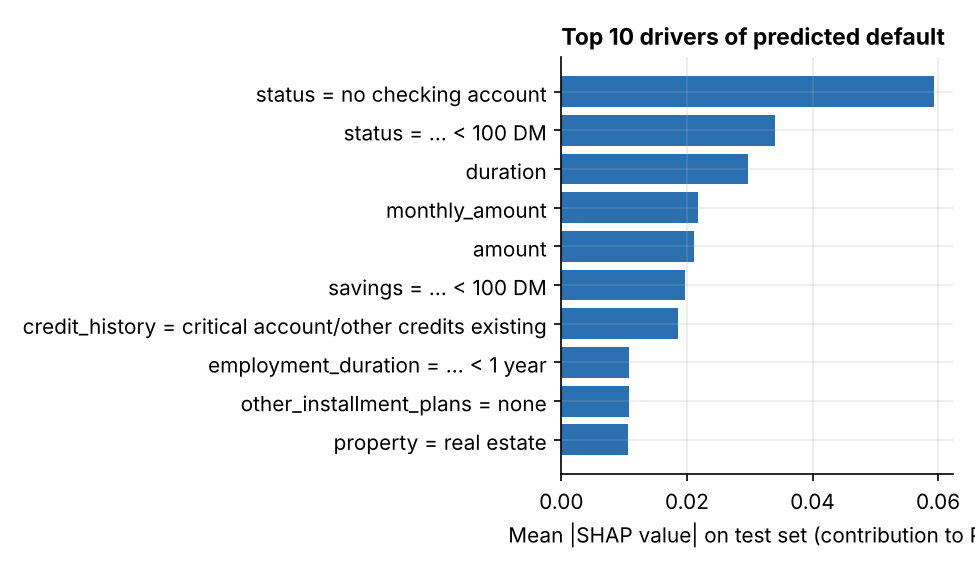 Top 10 drivers of predicted default
status = no checking account
status = ... < 100 DM
duration
monthly_amount
amount
savings = ... < 100 DM
credit_history = critical account/other credits existing
employment_duration = ... < 1 year
other_installment_plans = none
property = real estate
0.00 0.02 0.04 0.06
Mean |SHAP value| on test set (contribution to